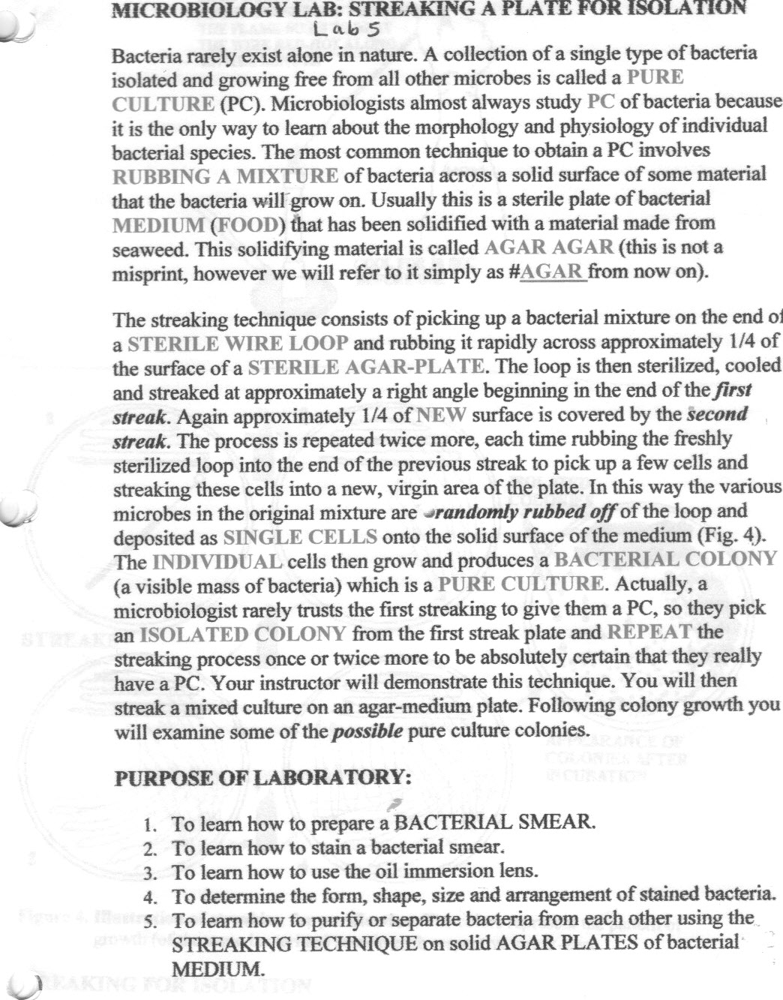 MICROBIOLOGY LAB: STREAKING A PLATE FOR ISOLATION
Lab 5
Bacteria rarely exist alone in nature. A collection of a single type of bacteria
isolated and growing free from all other microbes is called a PURE
CULTURE (PC). Microbiologists almost always study PC of bacteria because
it is the only way to learn about the morphology and physiology of individual
bacterial species. The most common technique to obtain a PC involves
RUBBING A MIXTURE of bacteria across a solid surface of some material
that the bacteria will grow on. Usually this is a sterile plate of bacterial
MEDIUM (FOOD) that has been solidified with a material made from
seaweed. This solidifying material is called AGAR AGAR (this is not a
misprint, however we will refer to it simply as #AGAR from now on).
The streaking technique consists of picking up a bacterial mixture on the end of
a STERILE WIRE LOOP and rubbing it rapidly across approximately 1/4 of
the surface of a STERILE AGAR-PLATE. The loop is then sterilized, cooled
and streaked at approximately a right angle beginning in the end of the first
streak. Again approximately 1/4 of NEW surface is covered by the second
streak. The process is repeated twice more, each time rubbing the freshly
sterilized loop into the end of the previous streak to pick up a few cells and
streaking these cells into a new, virgin area of the plate. In this way the various
microbes in the original mixture are randomly rubbed off of the loop and
deposited as SINGLE CELLS onto the solid surface of the medium (Fig. 4).
The INDIVIDUAL cells then grow and produces a BACTERIAL COLONY
(a visible mass of bacteria) which is a PURE CULTURE. Actually, a
microbiologist rarely trusts the first streaking to give them a PC, so they pick
an ISOLATED COLONY from the first streak plate and REPEAT the
streaking process once or twice more to be absolutely certain that they really
have a PC. Your instructor will demonstrate this technique. You will then
streak a mixed culture on an agar-medium plate. Following colony growth you
will examine some of the possible pure culture colonies.
PURPOSE OF LABORATORY:
1. To learn how to prepare a BACTERIAL SMEAR.
2. To learn how to stain a bacterial smear.
3. To learn how to use the oil immersion lens.
4. To determine the form, shape, size and arrangement of stained bacteria.
5. To learn how to purify or separate bacteria from each other using the
STREAKING TECHNIQUE on solid AGAR PLATES of bacterial
MEDIUM.